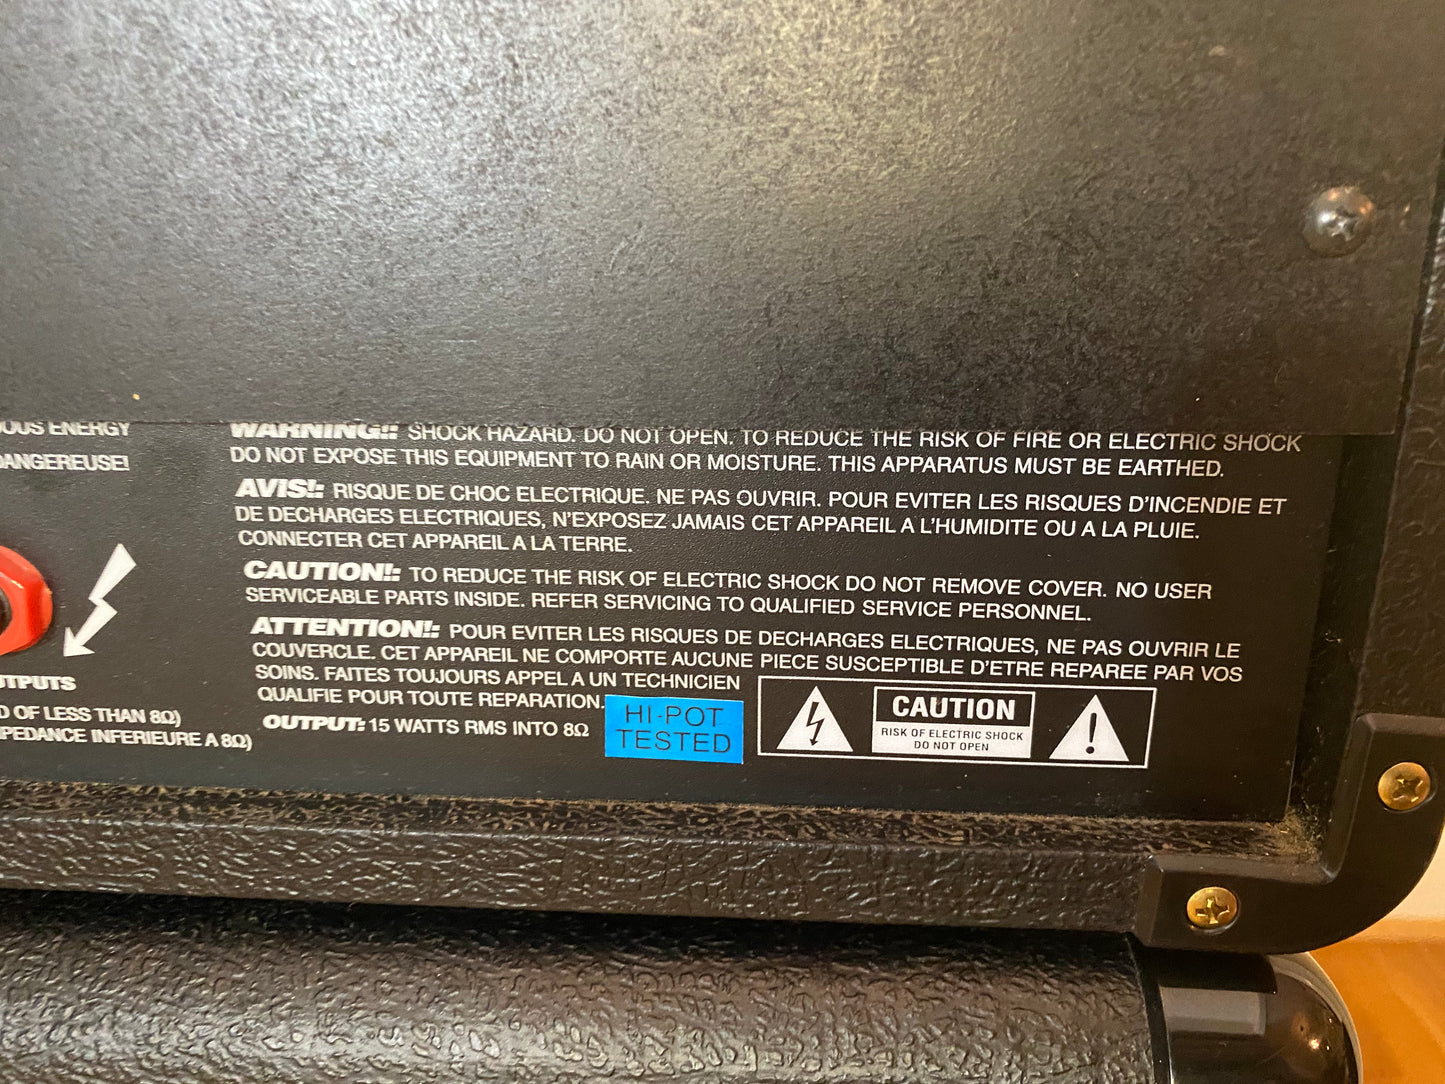 OUS ENERGY
DANGEREUSE!
UTPUTS
D OF LESS THAN 8Ω)
PEDANCE INFERIEURE A 8Ω)
WARNING!: SHOCK HAZARD. DO NOT OPEN. TO REDUCE THE RISK OF FIRE OR ELECTRIC SHOCK
DO NOT EXPOSE THIS EQUIPMENT TO RAIN OR MOISTURE. THIS APPARATUS MUST BE EARTHED.
AVIS!: RISQUE DE CHOC ELECTRIQUE. NE PAS OUVRIR. POUR EVITER LES RISQUES D'INCENDIE ET
DE DECHARGES ELECTRIQUES, N'EXPOSEZ JAMAIS CET APPAREIL A L'HUMIDITE OU A LA PLUIE.
CONNECTER CET APPAREIL A LA TERRE.
CAUTION!: TO REDUCE THE RISK OF ELECTRIC SHOCK DO NOT REMOVE COVER. NO USER
SERVICEABLE PARTS INSIDE. REFER SERVICING TO QUALIFIED SERVICE PERSONNEL.
ATTENTION!: POUR EVITER LES RISQUES DE DECHARGES ELECTRIQUES, NE PAS OUVRIR LE
COUVERCLE. CET APPAREIL NE COMPORTE AUCUNE PIECE SUSCEPTIBLE D'ETRE REPAREE PAR VOS
SOINS. FAITES TOUJOURS APPEL A UN TECHNICIEN
QUALIFIE POUR TOUTE REPARATION.
OUTPUT: 15 WATTS RMS INTO 8Ω
HI-POT
TESTED
CAUTION
RISK OF ELECTRIC SHOCK
DO NOT OPEN